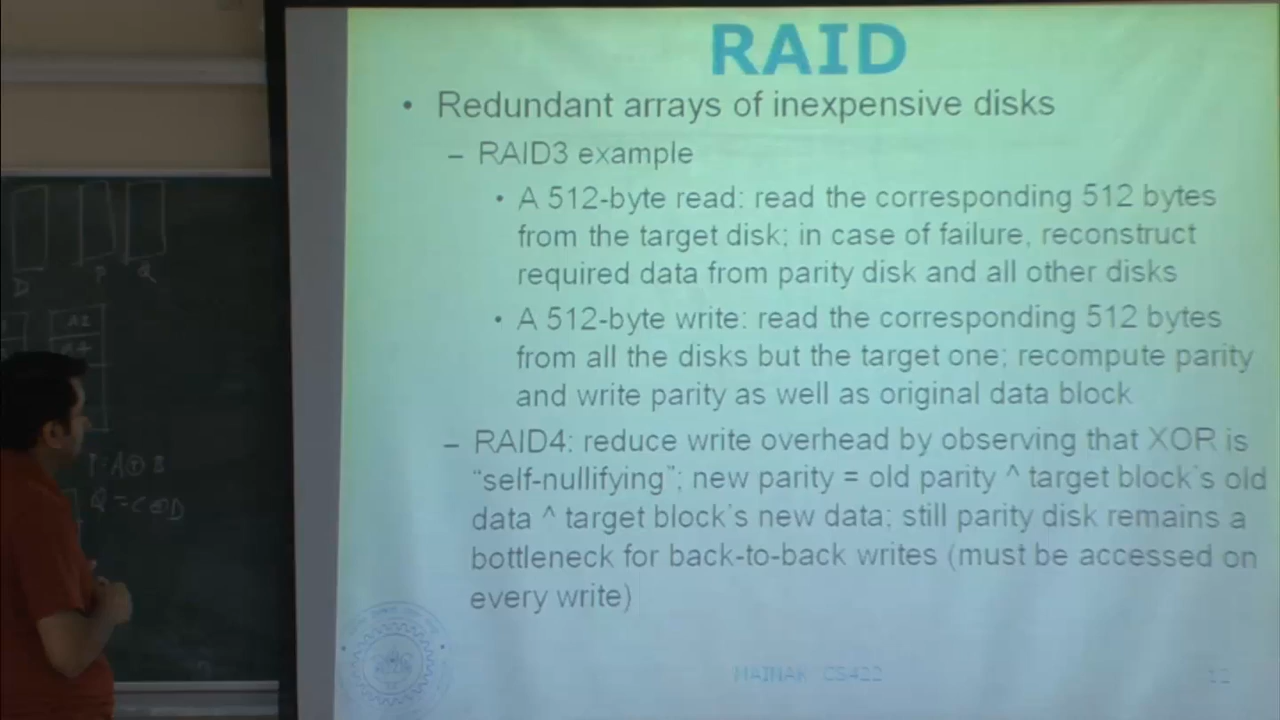 RAID
• Redundant arrays of inexpensive disks
– RAID3 example
• A 512-byte read: read the corresponding 512 bytes
from the target disk; in case of failure, reconstruct
required data from parity disk and all other disks
• A 512-byte write: read the corresponding 512 bytes
from all the disks but the target one; recompute parity
and write parity as well as original data block
– RAID4: reduce write overhead by observing that XOR is
"self-nullifying"; new parity = old parity ^ target block's old
data ^ target block's new data; still parity disk remains a
bottleneck for back-to-back writes (must be accessed on
every write)
MAINAK CS422
12
D P Q
A2
P = A ⊕ B
Q = C ⊕ D